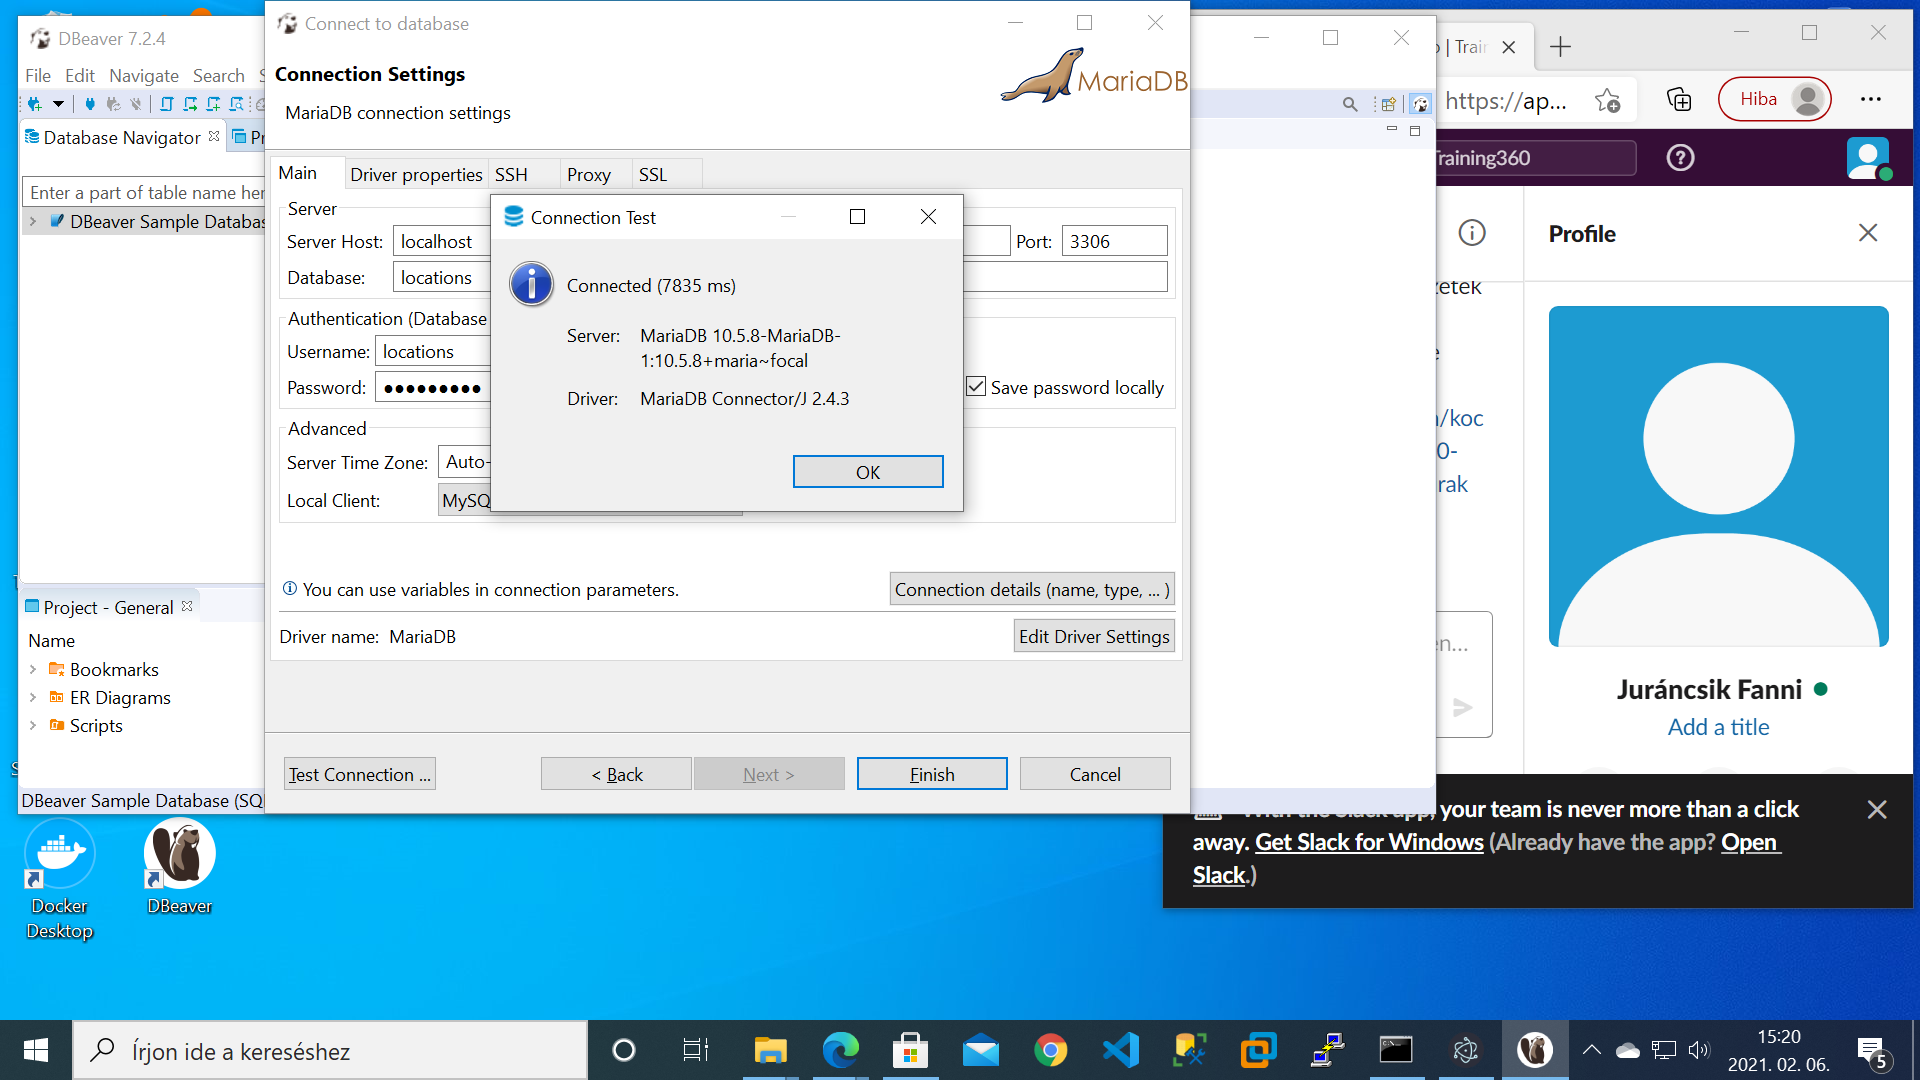 DBeaver 7.2.4
File Edit Navigate Search
Database Navigator
Enter a part of table name her
DBeaver Sample Databas
Project - General
Name
Bookmarks
ER Diagrams
Scripts
DBeaver Sample Database (SQ
Connect to database
Connection Settings
MariaDB connection settings
MariaDB
Main Driver properties SSH Proxy SSL
Server
Server Host: localhost Port: 3306
Database: locations
Authentication (Database
Username: locations
Password: ●●●●●●●●● Save password locally
Advanced
Server Time Zone: Auto-
Local Client: MySQ
Connection Test
Connected (7835 ms)
Server: MariaDB 10.5.8-MariaDB-
1:10.5.8+maria~focal
Driver: MariaDB Connector/J 2.4.3
OK
You can use variables in connection parameters.
Connection details (name, type, ... )
Driver name: MariaDB
Edit Driver Settings
Test Connection ... < Back Next > Finish Cancel
| Train
https://ap...
Hiba
Training360
Profile
zetek
/koc
0-
rak
en...
Juráncsik Fanni
Add a title
With the Slack app, your team is never more than a click
away. Get Slack for Windows (Already have the app? Open
Slack.)
Docker
Desktop
DBeaver
Írjon ide a kereséshez
15:20
2021. 02. 06.
5